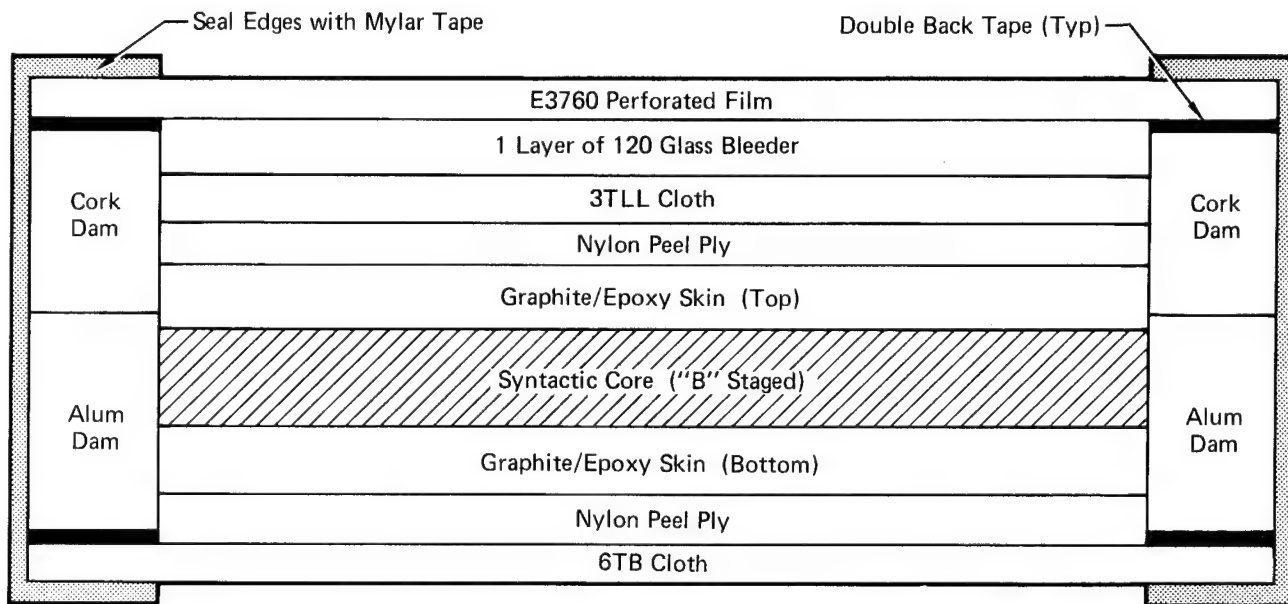 Seal Edges with Mylar Tape
Double Back Tape (Typ)
E3760 Perforated Film
1 Layer of 120 Glass Bleeder
3TLL Cloth
Nylon Peel Ply
Graphite/Epoxy Skin (Top)
Cork
Dam
Cork
Dam
Syntactic Core ("B" Staged)
Alum
Dam
Alum
Dam
Graphite/Epoxy Skin (Bottom)
Nylon Peel Ply
6TB Cloth